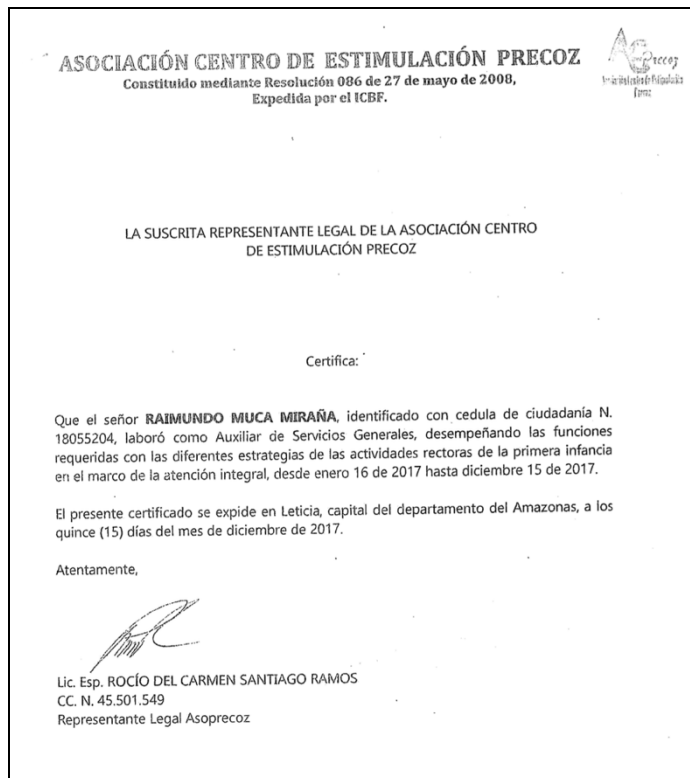 ASOCIACIÓN CENTRO DE ESTIMULACIÓN PRECOZ
Constituido mediante Resolución 086 de 27 de mayo de 2008,
Expedida por el ICBF.
Precoz
LA SUSCRITA REPRESENTANTE LEGAL DE LA ASOCIACIÓN CENTRO
DE ESTIMULACIÓN PRECOZ
Certifica:
Que el señor RAIMUNDO MUCA MIRAÑA, identificado con cedula de ciudadanía N.
18055204, laboró como Auxiliar de Servicios Generales, desempeñando las funciones
requeridas con las diferentes estrategias de las actividades rectoras de la primera infancia
en el marco de la atención integral, desde enero 16 de 2017 hasta diciembre 15 de 2017.
El presente certificado se expide en Leticia, capital del departamento del Amazonas, a los
quince (15) días del mes de diciembre de 2017.
Atentamente,
Lic. Esp. ROCÍO DEL CARMEN SANTIAGO RAMOS
CC. N. 45.501.549
Representante Legal Asoprecoz